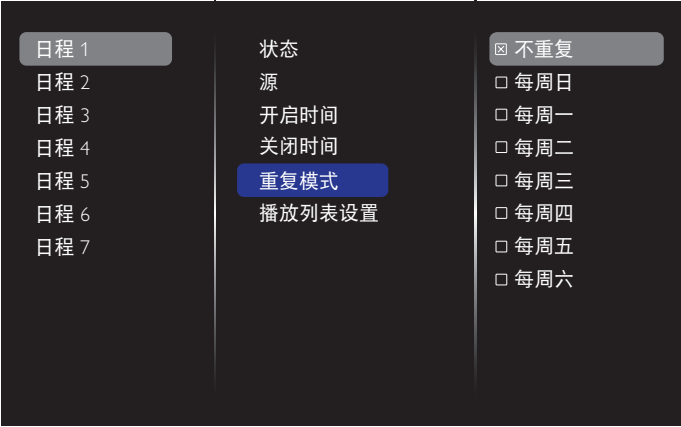 日程 1
日程 2
日程 3
日程 4
日程 5
日程 6
日程 7
状态
源
开启时间
关闭时间
重复模式
播放列表设置
不重复
每周日
每周一
每周二
每周三
每周四
每周五
每周六